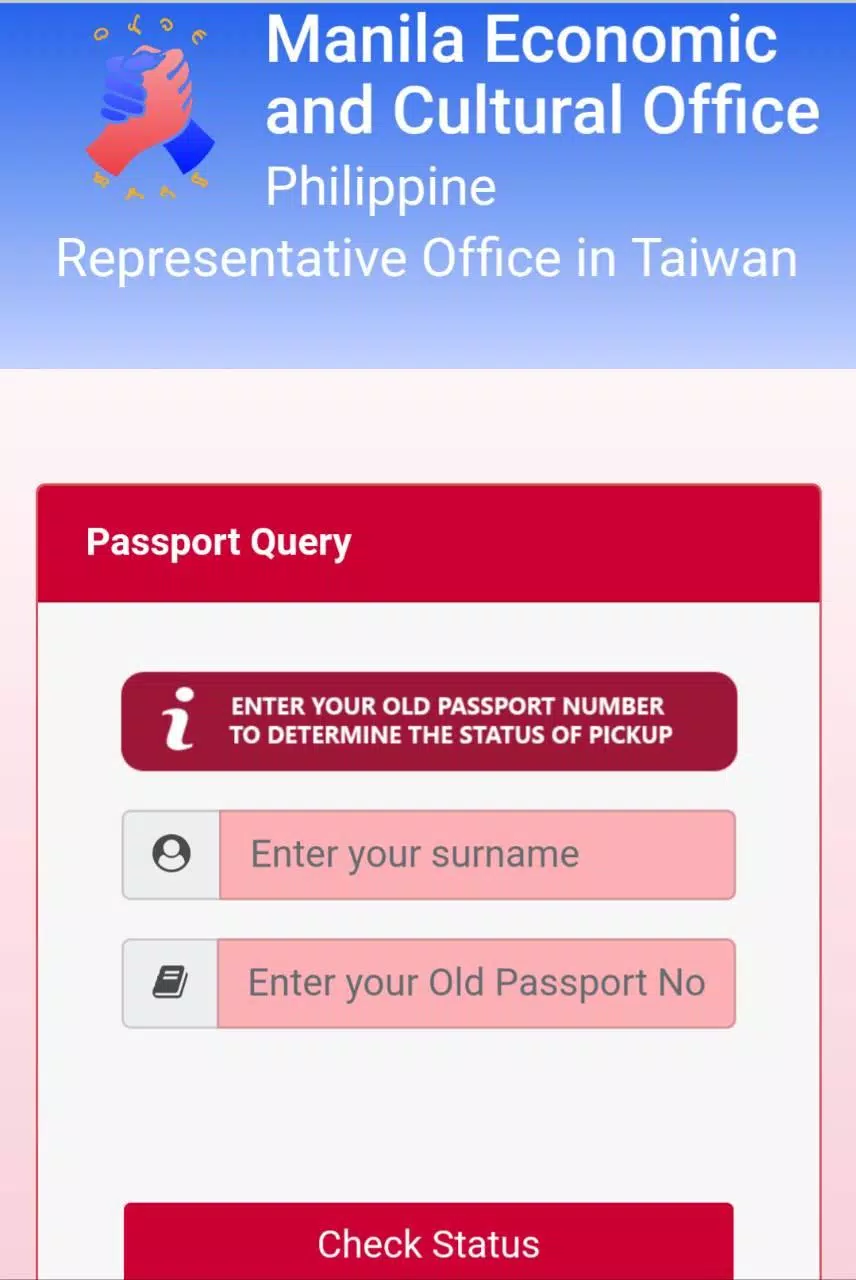 Manila Economic
and Cultural Office
Philippine
Representative Office in Taiwan
Passport Query
ENTER YOUR OLD PASSPORT NUMBER
TO DETERMINE THE STATUS OF PICKUP
Enter your surname
Enter your Old Passport No
Check Status